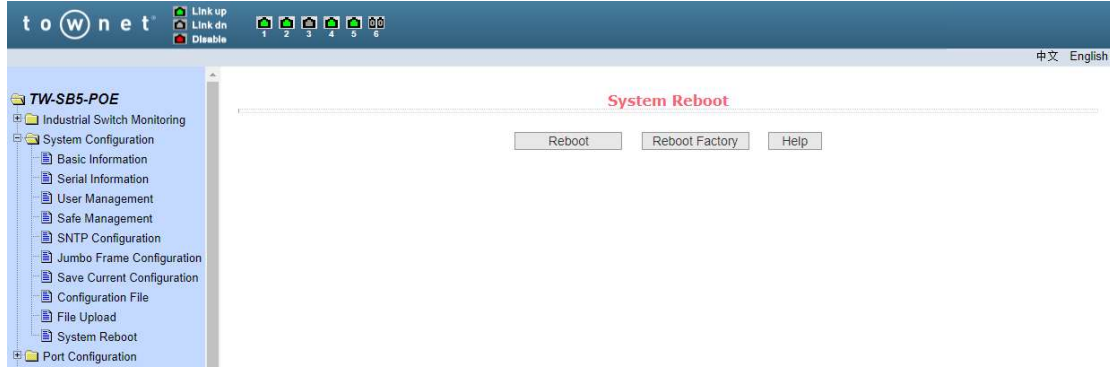 townet
Link up
Link dn
Disable
1 2 3 4 5 6
中文 English
TW-SB5-POE
Industrial Switch Monitoring
System Configuration
Basic Information
Serial Information
User Management
Safe Management
SNTP Configuration
Jumbo Frame Configuration
Save Current Configuration
Configuration File
File Upload
System Reboot
Port Configuration
System Reboot
Reboot Reboot Factory Help